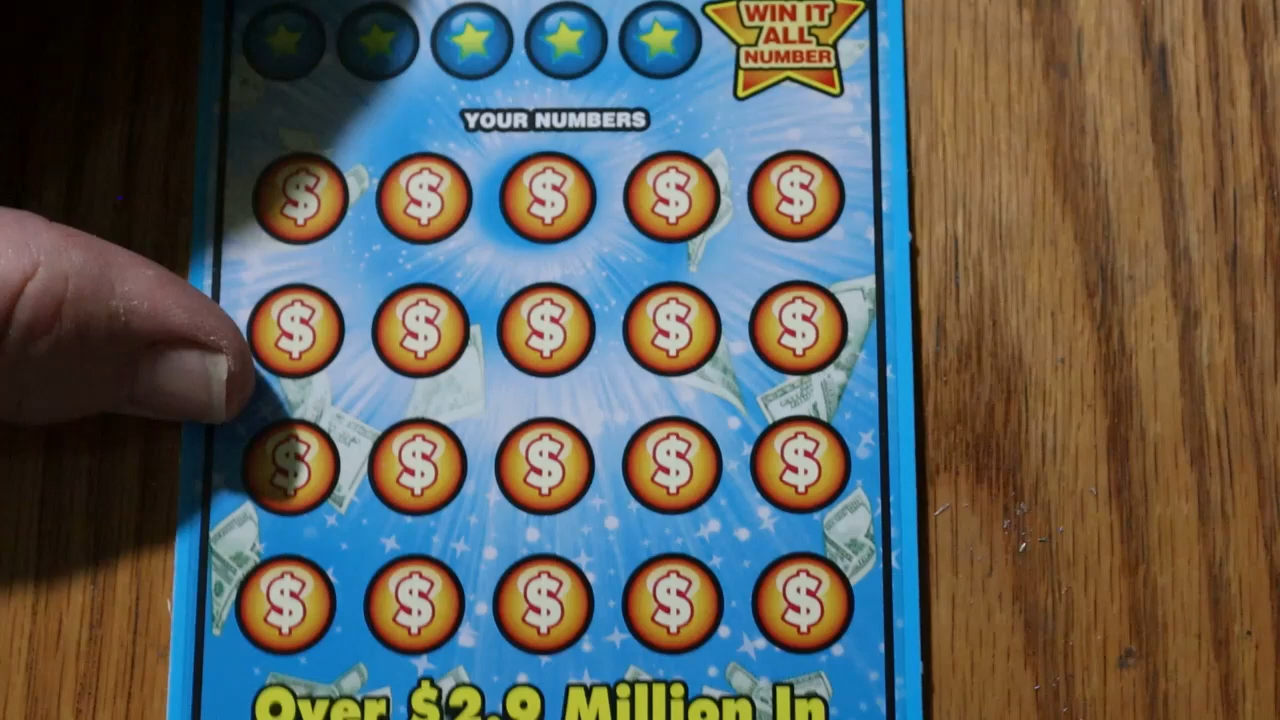 WIN IT
ALL
NUMBER
YOUR NUMBERS
$ $ $ $ $
$ $ $ $ $
$ $ $ $ $
$ $ $ $ $
Over $2.9 Million In